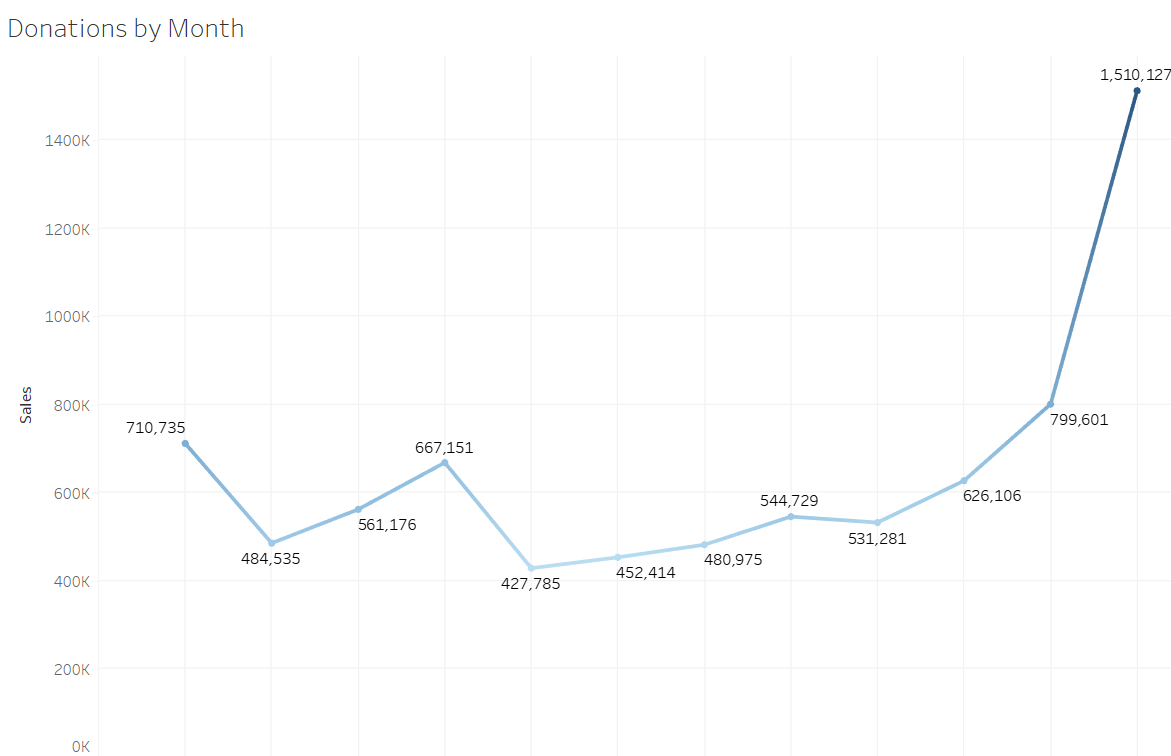 Donations by Month
1,510,127
1400K
1200K
1000K
800K
Sales
710,735
667,151
799,601
600K
544,729
626,106
561,176
531,281
484,535
480,975
452,414
427,785
400K
200K
0K